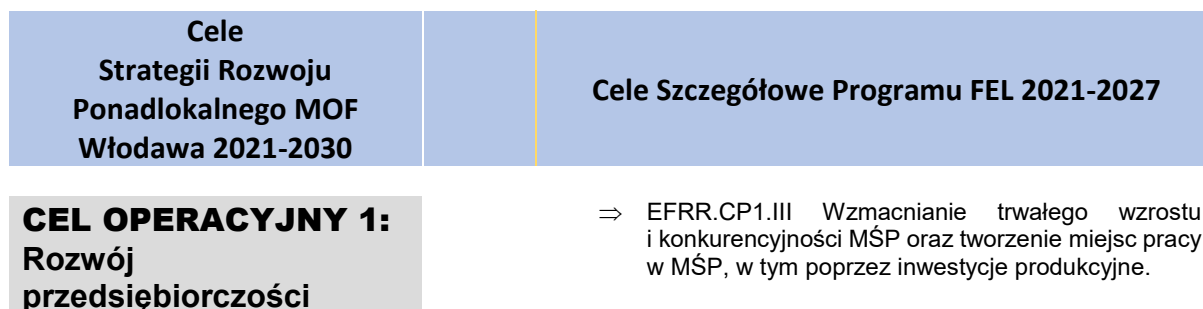 Cele
Strategii Rozwoju
Ponadlokalnego MOF
Włodawa 2021-2030
Cele Szczegółowe Programu FEL 2021-2027
CEL OPERACYJNY 1:
Rozwój
przedsiębiorczości
⇒ EFRR.CP1.III Wzmacnianie trwałego wzrostu
i konkurencyjności MŚP oraz tworzenie miejsc pracy
w MŚP, w tym poprzez inwestycje produkcyjne.